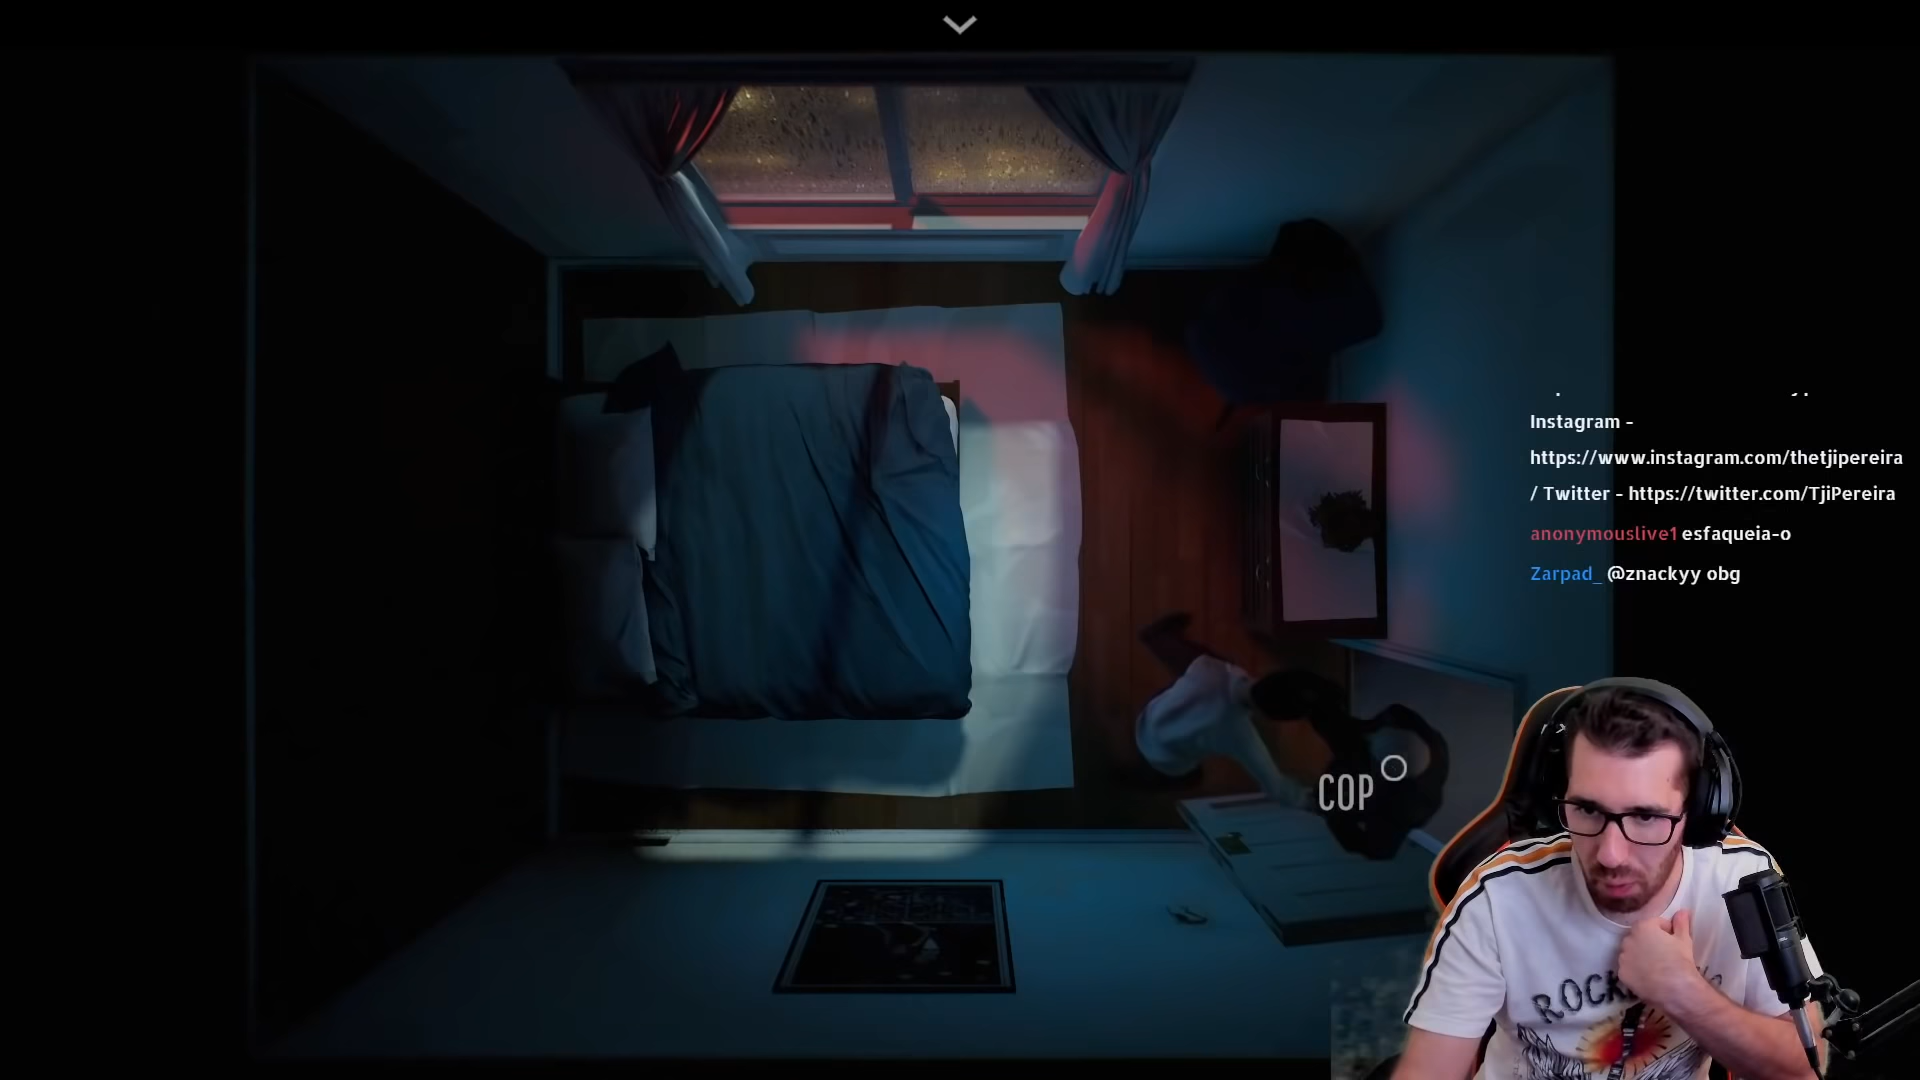 Instagram -
https://www.instagram.com/thetjipereira
/ Twitter - https://twitter.com/TjiPereira
anonymouslive1 esfaqueia-o
Zarpad_ @znackyy obg
COP